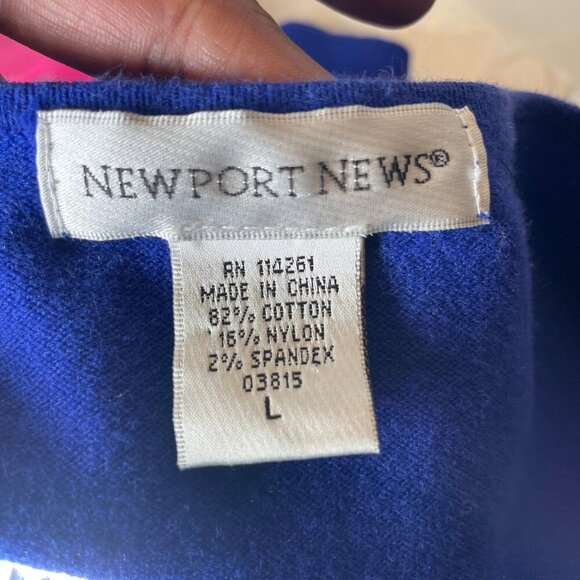 NEWPORT NEWS®
RN 114261
MADE IN CHINA
82% COTTON
16% NYLON
2% SPANDEX
03815
L